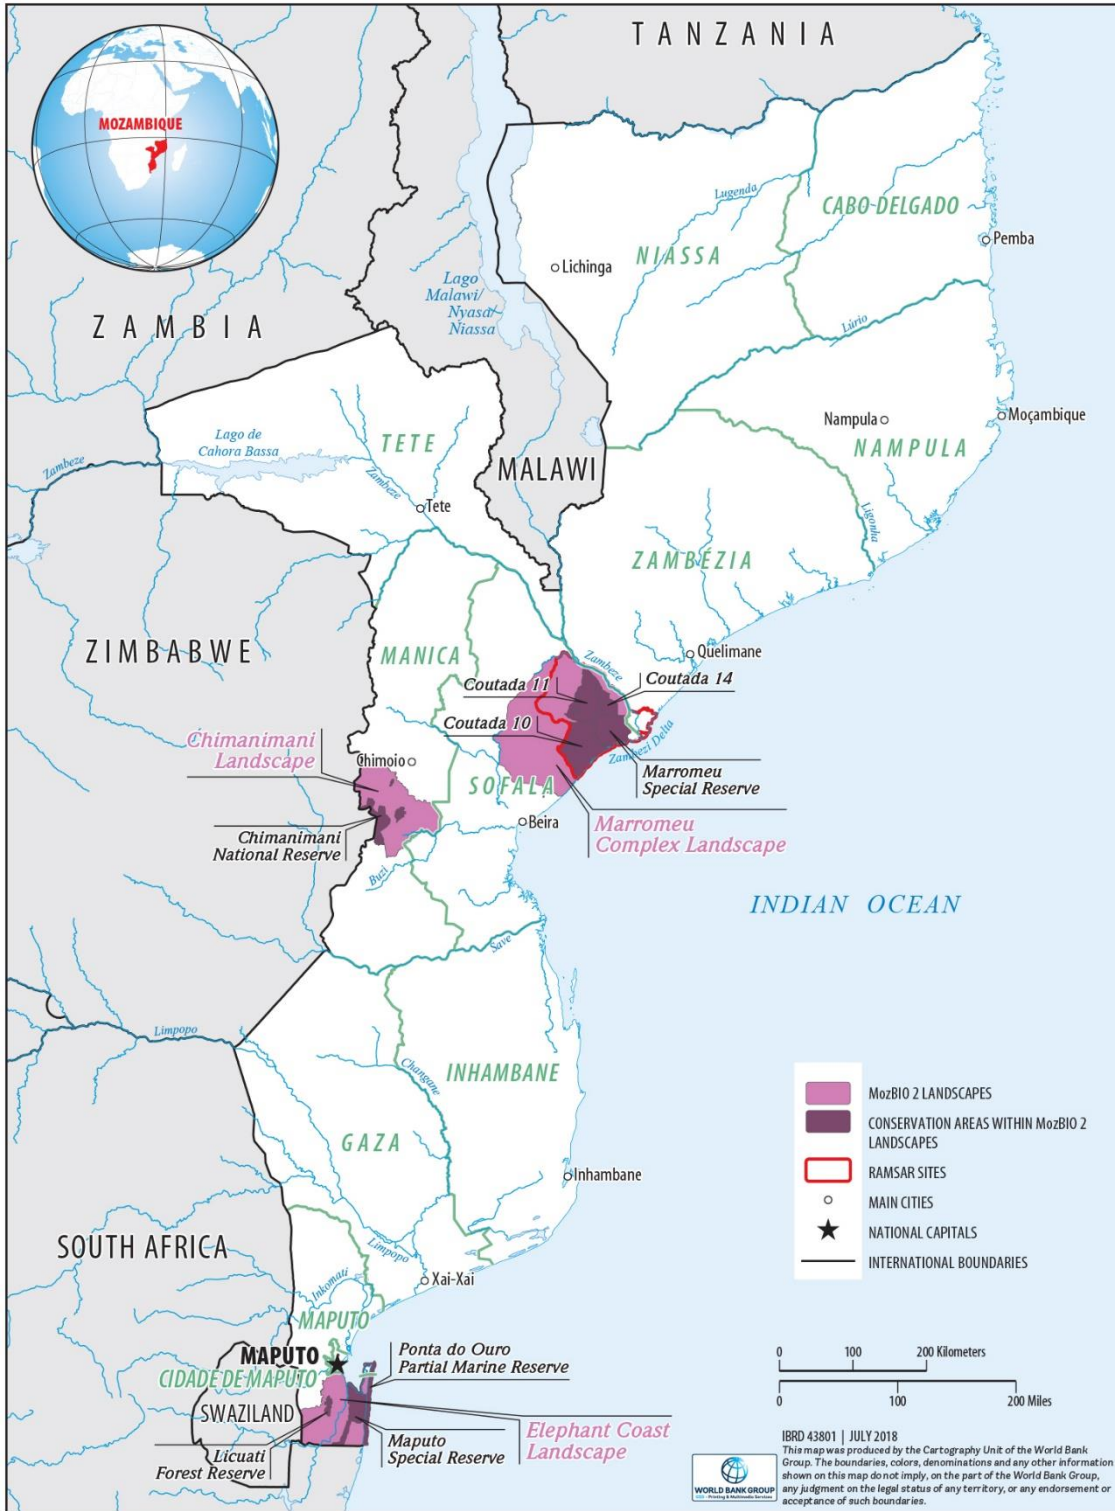 TANZANIA
MOZAMBIQUE
Lugenda
CABO DELGADO
Pemba
NIASSA
Lichinga
Lago
Malawi/
Nyasa/
Niassa
ZAMBIA
Lúrio
Nampula
Moçambique
NAMPULA
Lago de
Cahora Bassa
TETE
Zambeze
Zambeze
MALAWI
Tete
Ligonha
ZAMBÉZIA
ZIMBABWE
MANICA
Quelimane
Zambeze
Coutada 11
Coutada 14
Coutada 10
Zambezi Delta
Chimanimani
Landscape
Chimoio
SOFALA
Marromeu
Special Reserve
Beira
Marromeu
Complex Landscape
Chimanimani
National Reserve
Buzi
INDIAN OCEAN
Save
Limpopo
Changane
INHAMBANE
GAZA
Inhambane
SOUTH AFRICA
Limpopo
Xai-Xai
Inkomati
MAPUTO
MAPUTO
CIDADE DE MAPUTO
Ponta do Ouro
Partial Marine Reserve
SWAZILAND
Elephant Coast
Landscape
Licuati
Forest Reserve
Maputo
Special Reserve
MozBIO 2 LANDSCAPES
CONSERVATION AREAS WITHIN MozBIO 2
LANDSCAPES
RAMSAR SITES
MAIN CITIES
NATIONAL CAPITALS
INTERNATIONAL BOUNDARIES
0 100 200 Kilometers
0 100 200 Miles
IBRD 43801 | JULY 2018
This map was produced by the Cartography Unit of the World Bank
Group. The boundaries, colors, denominations and any other information
shown on this map do not imply, on the part of the World Bank Group,
any judgment on the legal status of any territory, or any endorsement or
acceptance of such boundaries.
WORLD BANK GROUP
Printing & Multimedia Services